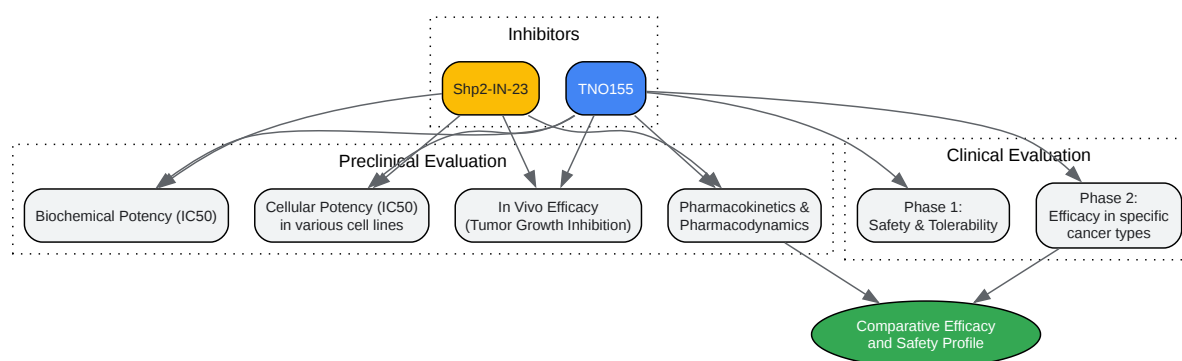 Inhibitors
Shp2-IN-23
TNO155
Preclinical Evaluation
Clinical Evaluation
Biochemical Potency (IC50)
Cellular Potency (IC50)
in various cell lines
In Vivo Efficacy
(Tumor Growth Inhibition)
Pharmacokinetics &
Pharmacodynamics
Phase 1:
Safety & Tolerability
Phase 2:
Efficacy in specific
cancer types
Comparative Efficacy
and Safety Profile